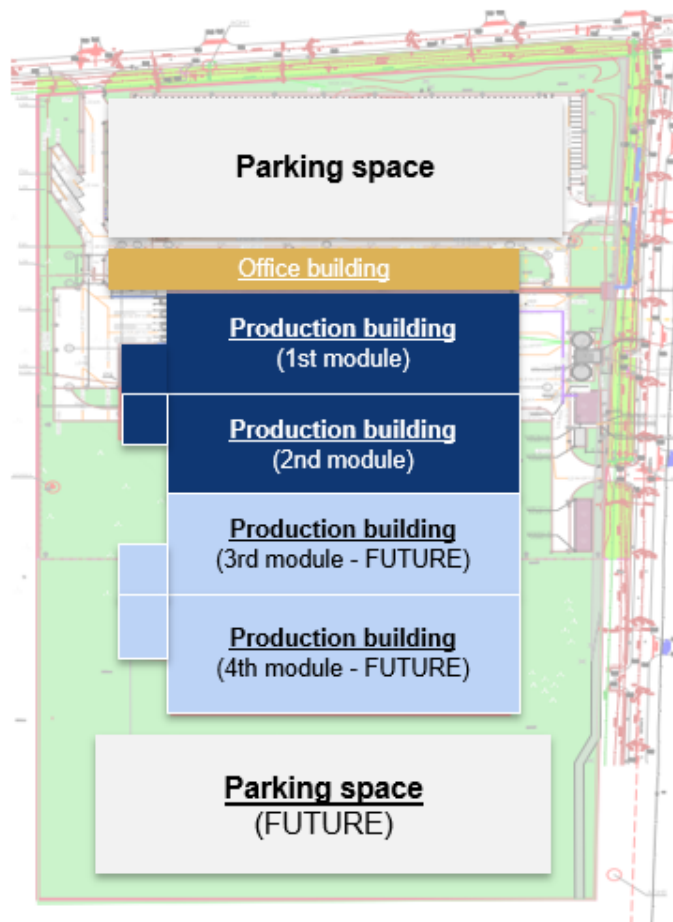 Parking space
Office building
Production building
(1st module)
Production building
(2nd module)
Production building
(3rd module - FUTURE)
Production building
(4th module - FUTURE)
Parking space
(FUTURE)